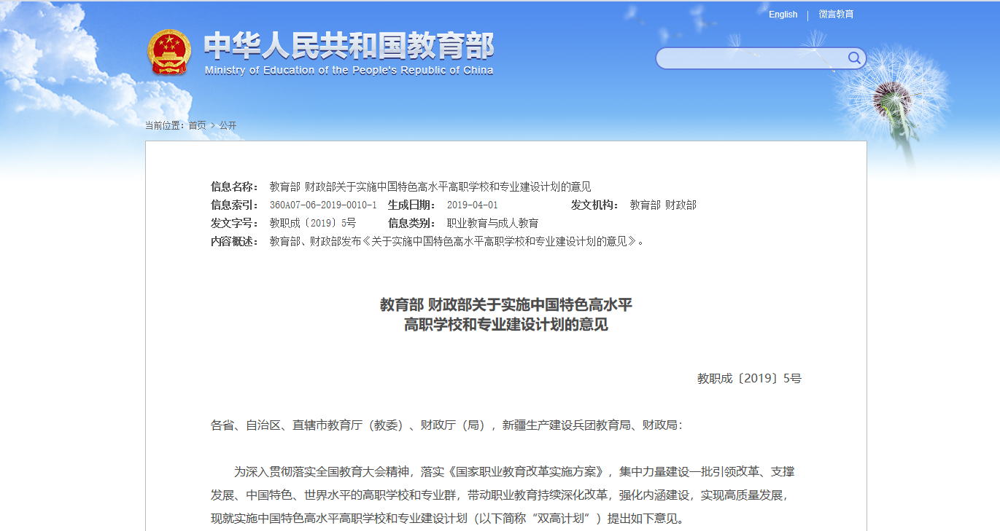 English | 微言教育
中华人民共和国教育部
Ministry of Education of the People's Republic of China
当前位置：首页 > 公开
信息名称： 教育部 财政部关于实施中国特色高水平高职学校和专业建设计划的意见
信息索引： 360A07-06-2019-0010-1 生成日期： 2019-04-01 发文机构： 教育部 财政部
发文字号： 教职成〔2019〕5号 信息类别： 职业教育与成人教育
内容概述： 教育部、财政部发布《关于实施中国特色高水平高职学校和专业建设计划的意见》。
教育部 财政部关于实施中国特色高水平
高职学校和专业建设计划的意见
教职成〔2019〕5号
各省、自治区、直辖市教育厅（教委）、财政厅（局），新疆生产建设兵团教育局、财政局：
为深入贯彻落实全国教育大会精神，落实《国家职业教育改革实施方案》，集中力量建设一批引领改革、支撑
发展、中国特色、世界水平的高职学校和专业群，带动职业教育持续深化改革，强化内涵建设，实现高质量发展，
现就实施中国特色高水平高职学校和专业建设计划（以下简称“双高计划”）提出如下意见。